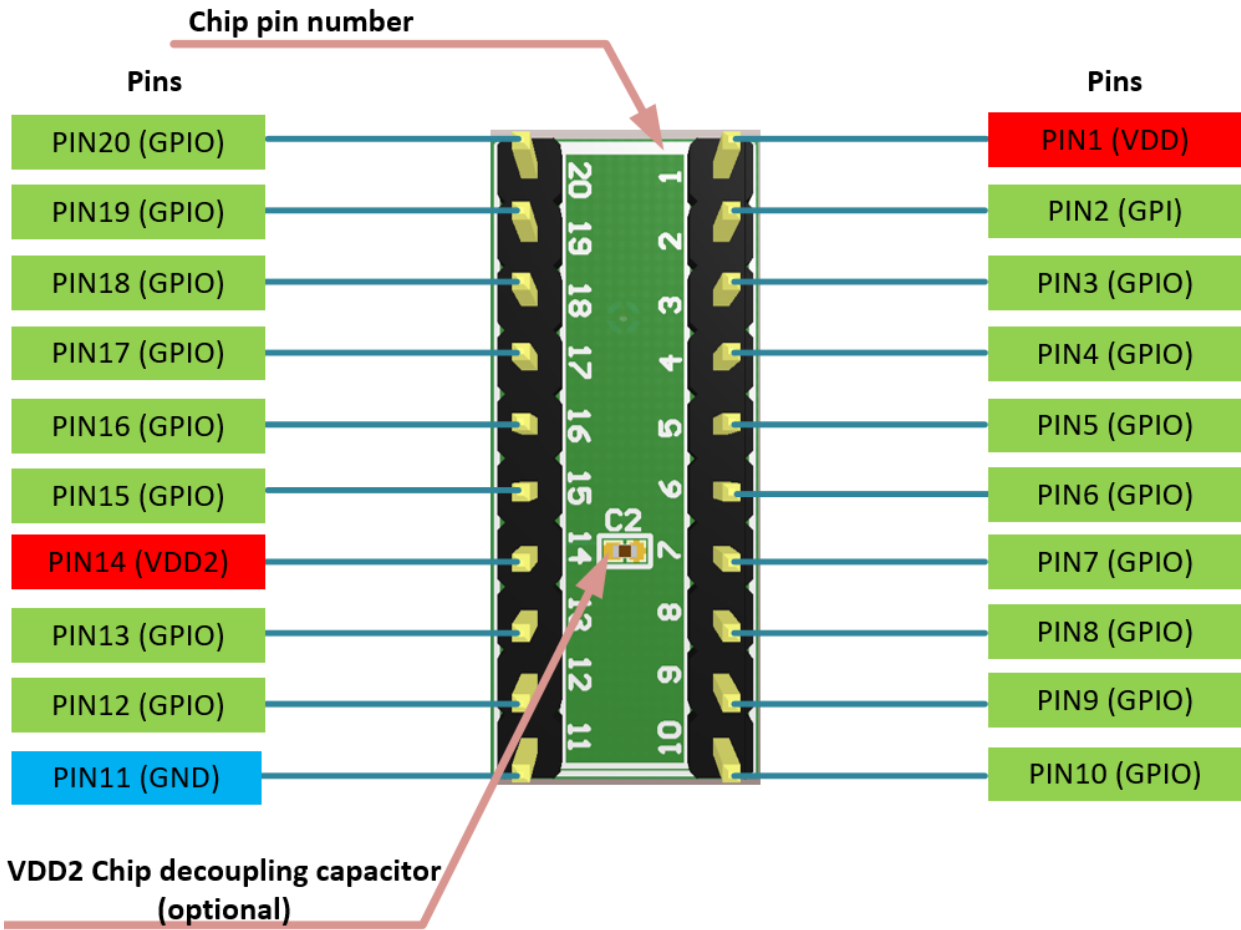 Chip pin number
Pins
Pins
PIN20 (GPIO)
PIN19 (GPIO)
PIN18 (GPIO)
PIN17 (GPIO)
PIN16 (GPIO)
PIN15 (GPIO)
PIN14 (VDD2)
PIN13 (GPIO)
PIN12 (GPIO)
PIN11 (GND)
20
19
18
17
16
15
14
13
12
11
C2
1
2
3
4
5
6
7
8
9
10
PIN1 (VDD)
PIN2 (GPI)
PIN3 (GPIO)
PIN4 (GPIO)
PIN5 (GPIO)
PIN6 (GPIO)
PIN7 (GPIO)
PIN8 (GPIO)
PIN9 (GPIO)
PIN10 (GPIO)
VDD2 Chip decoupling capacitor
(optional)